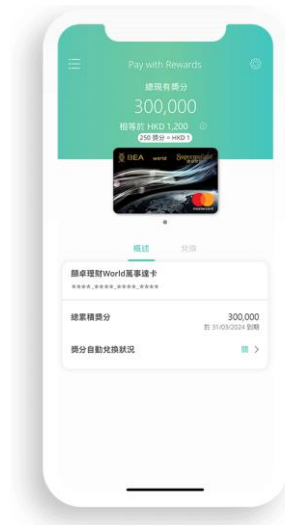 Pay with Rewards
總現有獎分
300,000
相等於 HKD 1,200
250 獎分 = HKD 1
BEA world Supremegold
mastercard
概述 兌換
顯卓理財World萬事達卡
****_****_****_****
總累積獎分 300,000
於 31/03/2024 到期
獎分自動兌換狀況 關 >